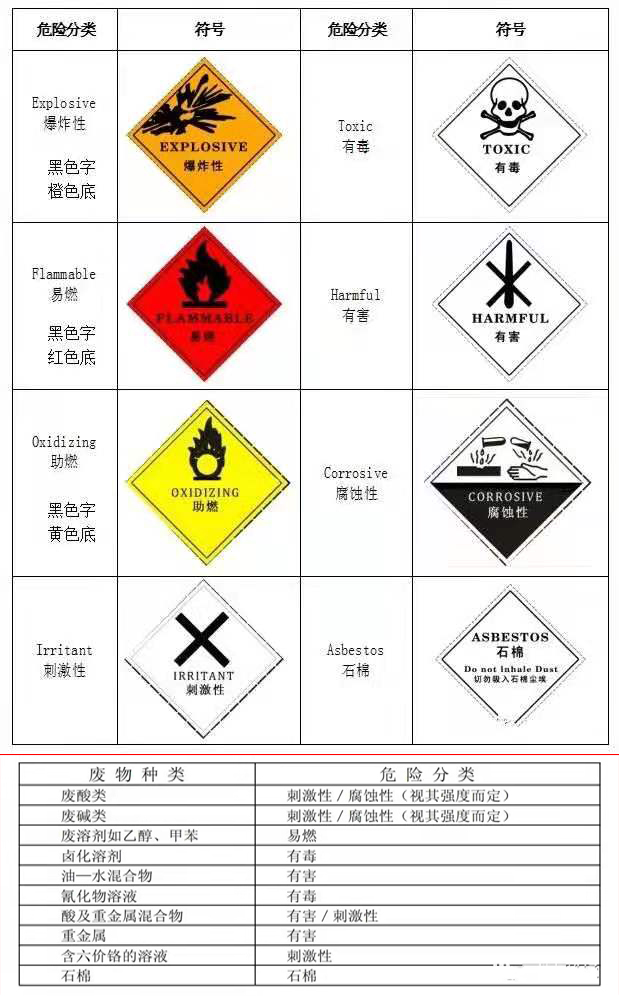 危险分类 符号 危险分类 符号
Explosive
爆炸性
黑色字
橙色底
EXPLOSIVE
爆炸性
Toxic
有毒
TOXIC
有毒
Flammable
易燃
黑色字
红色底
FLAMMABLE
易燃
Harmful
有害
HARMFUL
有害
Oxidizing
助燃
黑色字
黄色底
OXIDIZING
助燃
Corrosive
腐蚀性
CORROSIVE
腐蚀性
Irritant
刺激性
IRRITANT
刺激性
Asbestos
石棉
ASBESTOS
石棉
Do not lnhale Dust
切勿吸入石棉尘埃
废物种类 危险分类
废酸类 刺激性/腐蚀性(视其强度而定)
废碱类 刺激性/腐蚀性(视其强度而定)
废溶剂如乙醇、甲苯 易燃
卤化溶剂 有毒
油—水混合物 有害
氰化物溶液 有毒
酸及重金属混合物 有害/刺激性
重金属 有害
含六价铬的溶液 刺激性
石棉 石棉